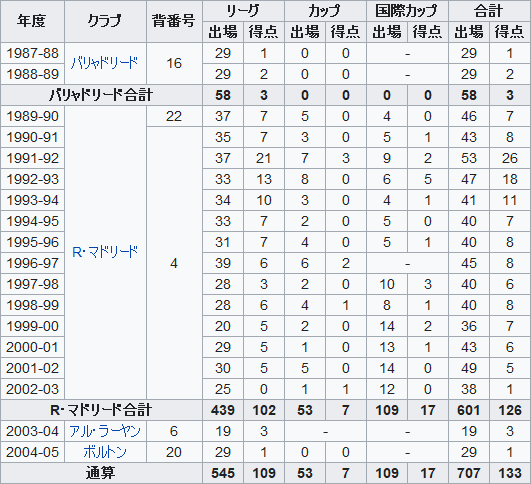 年度 クラブ 背番号 リーグ カップ 国際カップ 合計
出場 得点 出場 得点 出場 得点 出場 得点
1987-88 バリャドリード 16 29 1 0 0 - 29 1
1988-89 29 2 0 0 - 29 2
バリャドリード合計 58 3 0 0 0 0 58 3
1989-90 R・マドリード 22 37 7 5 0 4 0 46 7
1990-91 4 35 7 3 0 5 1 43 8
1991-92 37 21 7 3 9 2 53 26
1992-93 33 13 8 0 6 5 47 18
1993-94 34 10 3 0 4 1 41 11
1994-95 33 7 2 0 5 0 40 7
1995-96 31 7 4 0 5 1 40 8
1996-97 39 6 6 2 - 45 8
1997-98 28 3 2 0 10 3 40 6
1998-99 28 6 4 1 8 1 40 8
1999-00 20 5 2 0 14 2 36 7
2000-01 29 5 1 0 13 1 43 6
2001-02 30 5 5 0 14 0 49 5
2002-03 25 0 1 1 12 0 38 1
R・マドリード合計 439 102 53 7 109 17 601 126
2003-04 アル・ラーヤン 6 19 3 - - 19 3
2004-05 ボルトン 20 29 1 0 0 - 29 1
通算 545 109 53 7 109 17 707 133